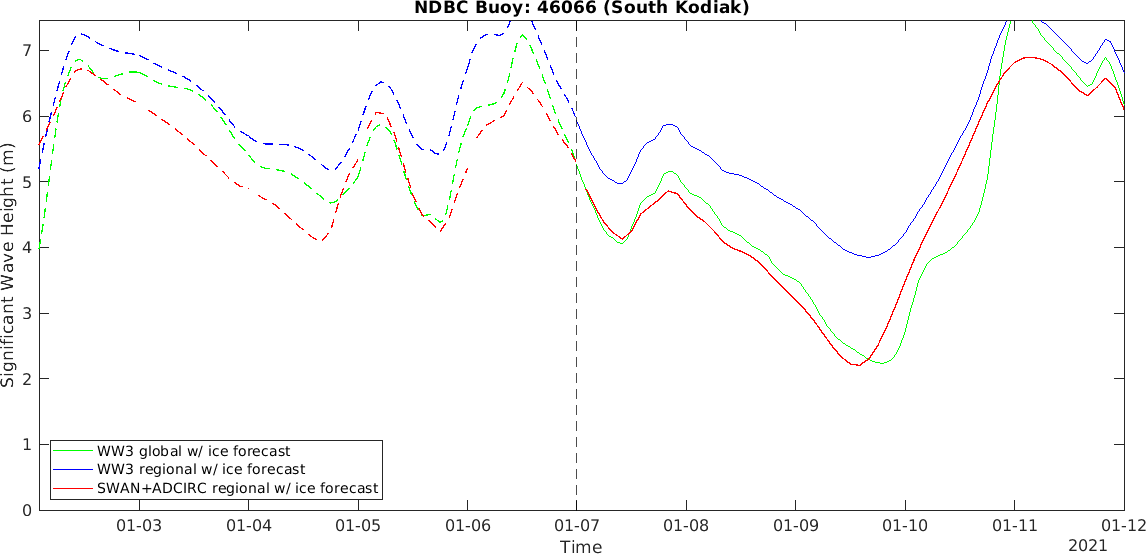 NDBC Buoy: 46066 (South Kodiak)
Significant Wave Height (m)
7
6
5
4
3
2
1
0
WW3 global w/ ice forecast
WW3 regional w/ ice forecast
SWAN+ADCIRC regional w/ ice forecast
01-03 01-04 01-05 01-06 01-07 01-08 01-09 01-10 01-11 01-12
Time
2021